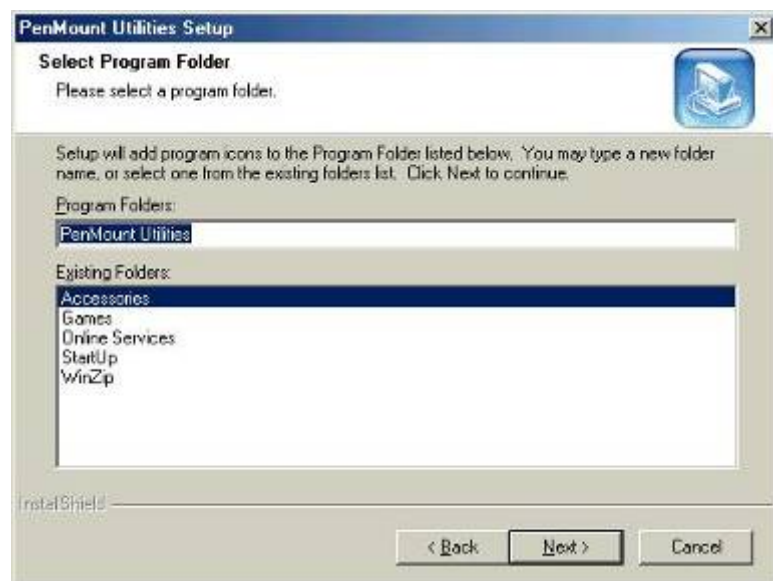 PenMount Utilities Setup
Select Program Folder
Please select a program folder.
Setup will add program icons to the Program Folder listed below. You may type a new folder
name, or select one from the existing folders list. Click Next to continue.
Program Folders:
PenMount Utilities
Existing Folders:
Accessories
Games
Online Services
StartUp
WinZip
InstallShield
< Back
Next >
Cancel